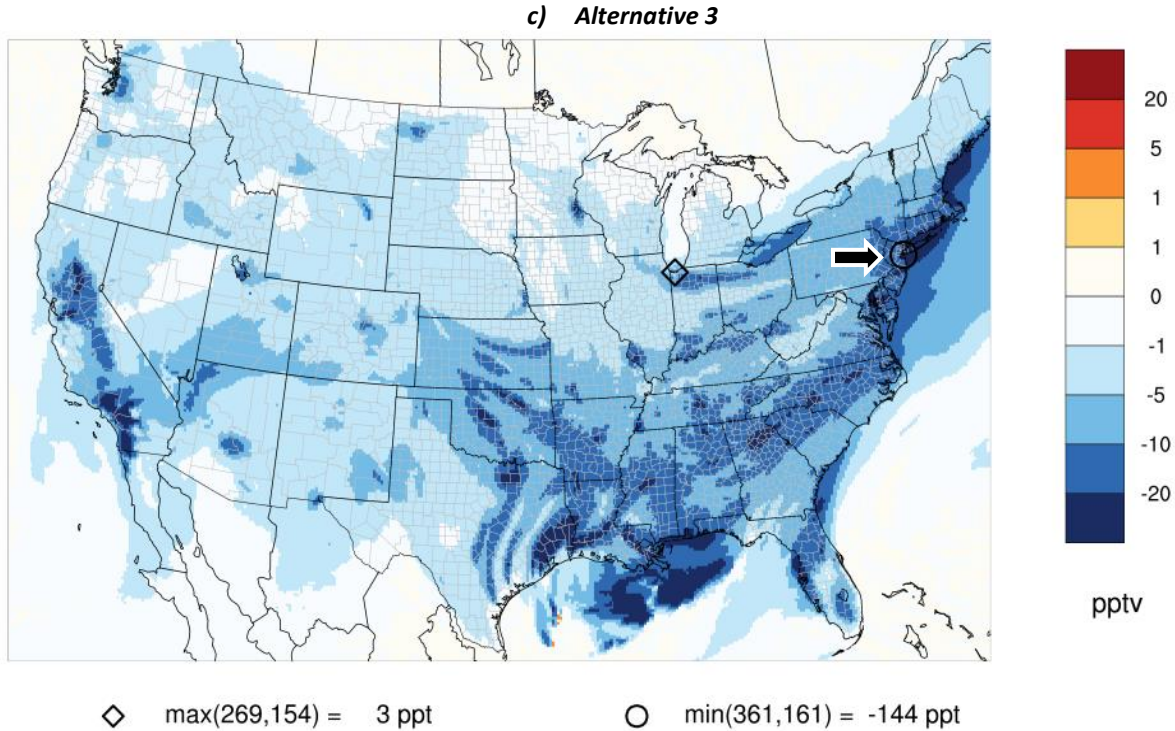 c) Alternative 3
20
5
1
1
0
-1
-5
-10
-20
pptv
max(269,154) = 3 ppt
min(361,161) = -144 ppt